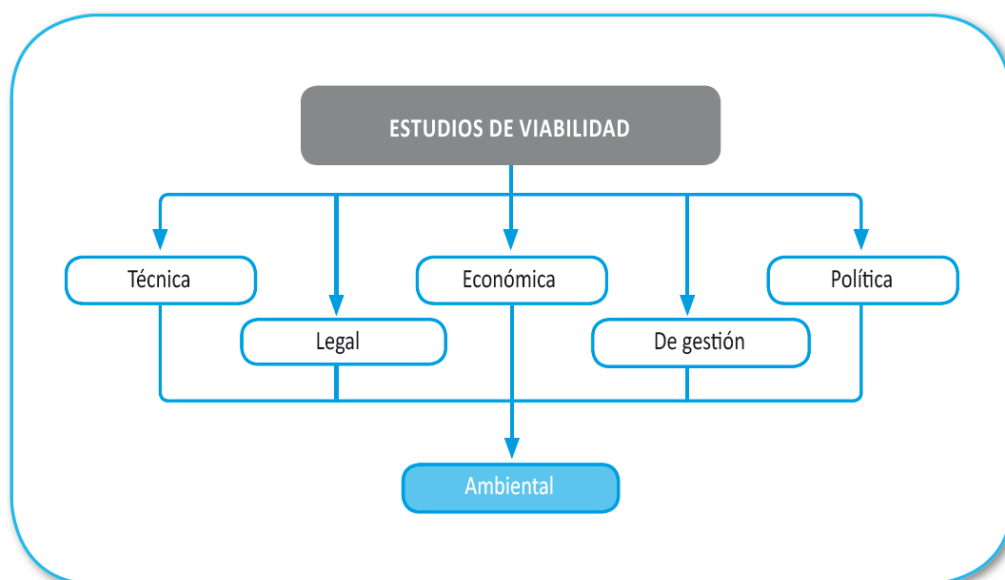 ESTUDIOS DE VIABILIDAD
Técnica
Económica
Política
Legal
De gestión
Ambiental